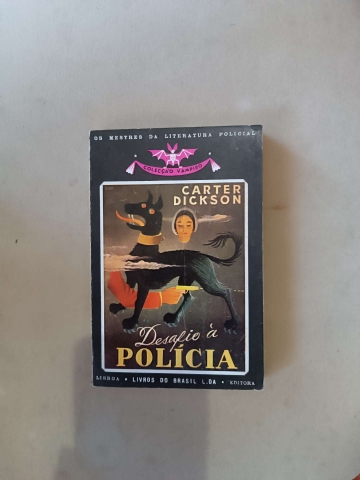 OS MESTRES DA LITERATURA POLICIAL
COLECÇÃO VAMPIRO
CARTER
DICKSON
Desafio à
POLÍCIA
LISBOA • LIVROS DO BRASIL L.DA • EDITORA